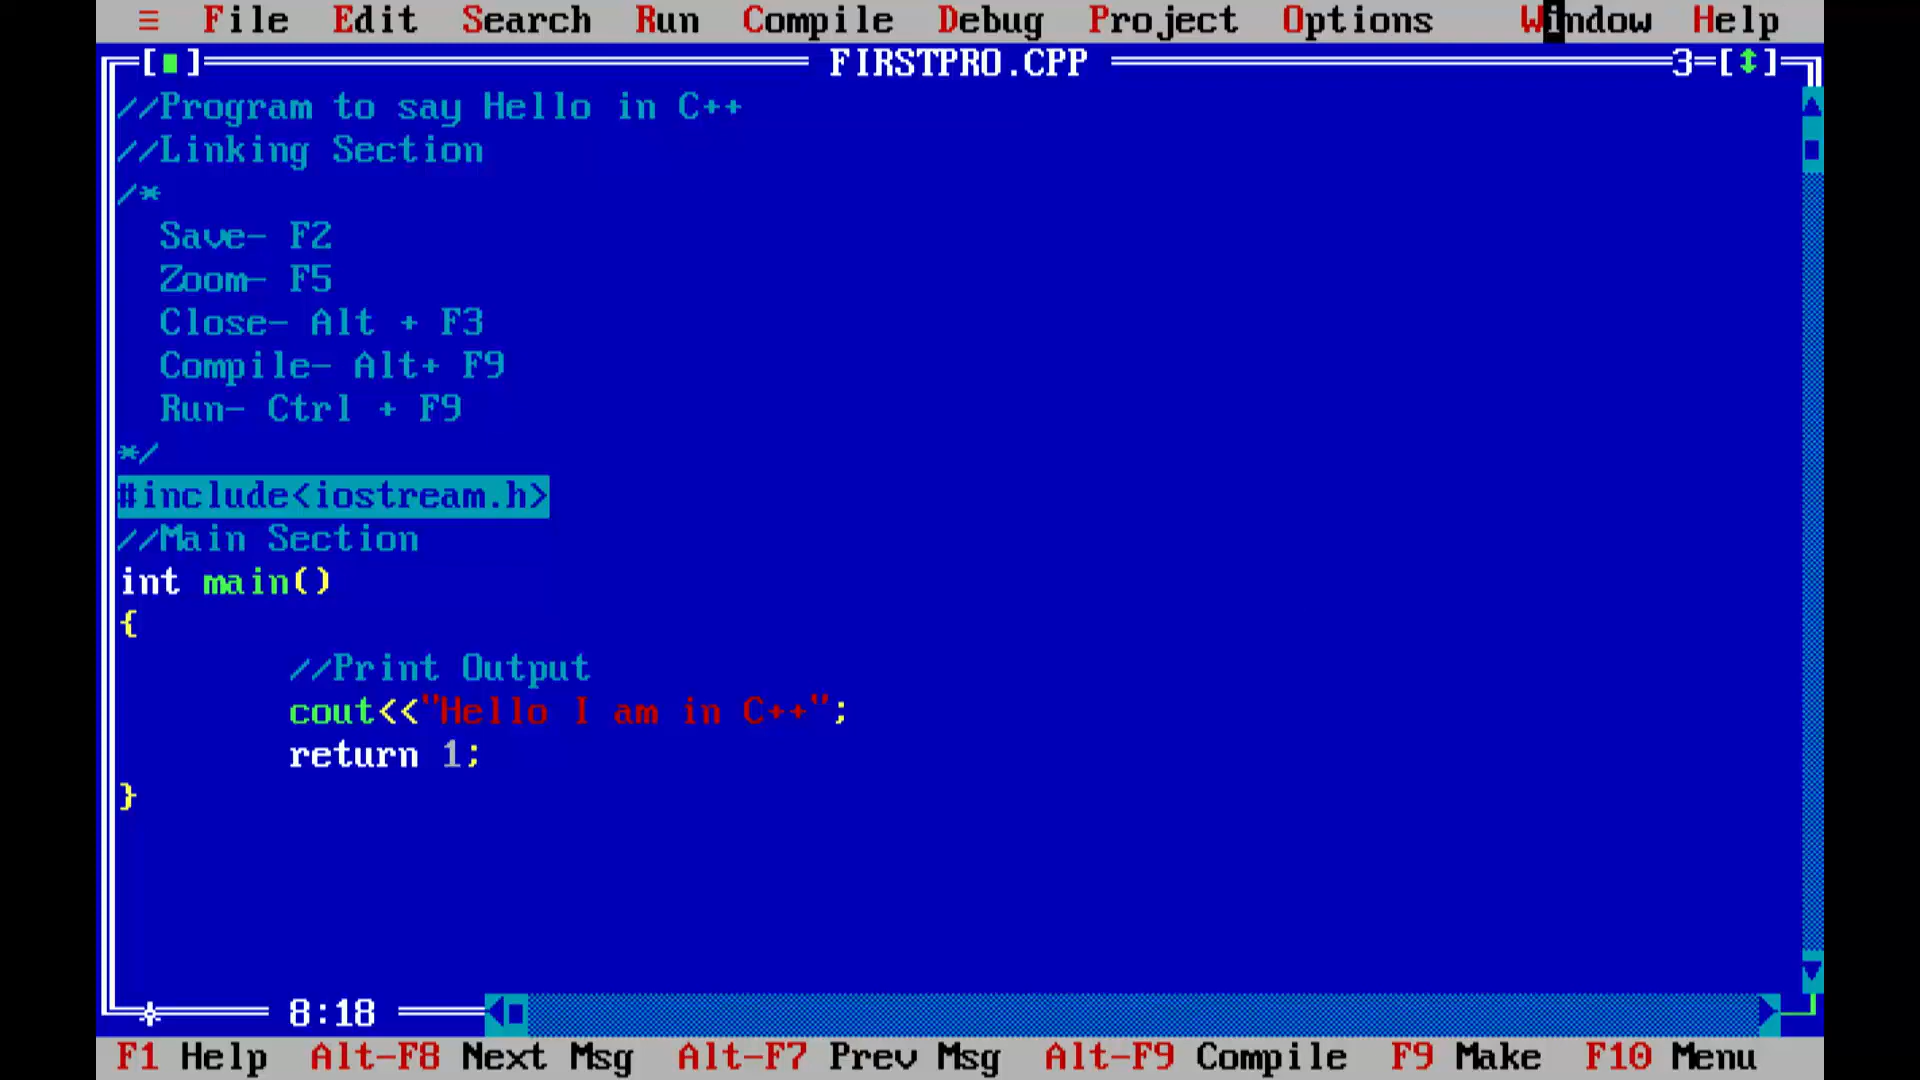 ≡ File Edit Search Run Compile Debug Project Options Window Help
[■] FIRSTPRO.CPP 3=[↕]
//Program to say Hello in C++
//Linking Section
/*
Save- F2
Zoom- F5
Close- Alt + F3
Compile- Alt+ F9
Run- Ctrl + F9
*/
#include<iostream.h>
//Main Section
int main()
{
//Print Output
cout<<"Hello I am in C++";
return 1;
}
8:18
F1 Help Alt-F8 Next Msg Alt-F7 Prev Msg Alt-F9 Compile F9 Make F10 Menu